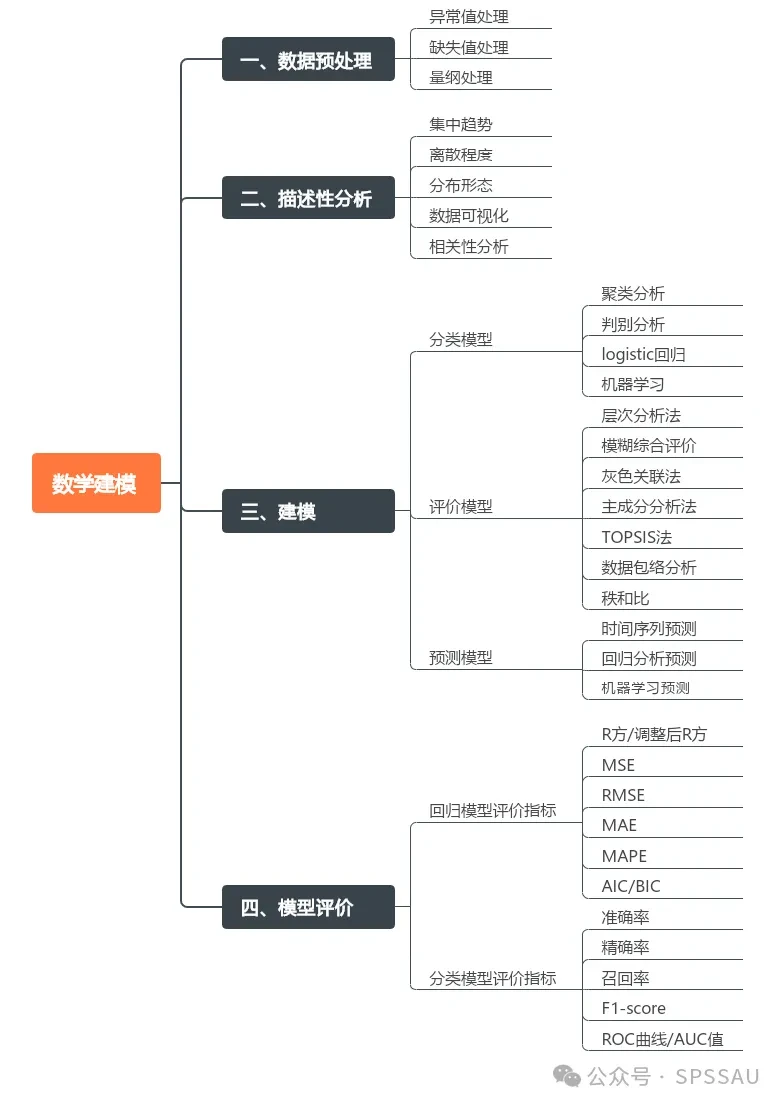 数学建模
一、数据预处理
异常值处理
缺失值处理
量纲处理
二、描述性分析
集中趋势
离散程度
分布形态
数据可视化
相关性分析
三、建模
分类模型
聚类分析
判别分析
logistic回归
机器学习
评价模型
层次分析法
模糊综合评价
灰色关联法
主成分分析法
TOPSIS法
数据包络分析
秩和比
预测模型
时间序列预测
回归分析预测
机器学习预测
四、模型评价
回归模型评价指标
R方/调整后R方
MSE
RMSE
MAE
MAPE
AIC/BIC
分类模型评价指标
准确率
精确率
召回率
F1-score
ROC曲线/AUC值
公众号 · SPSSAU